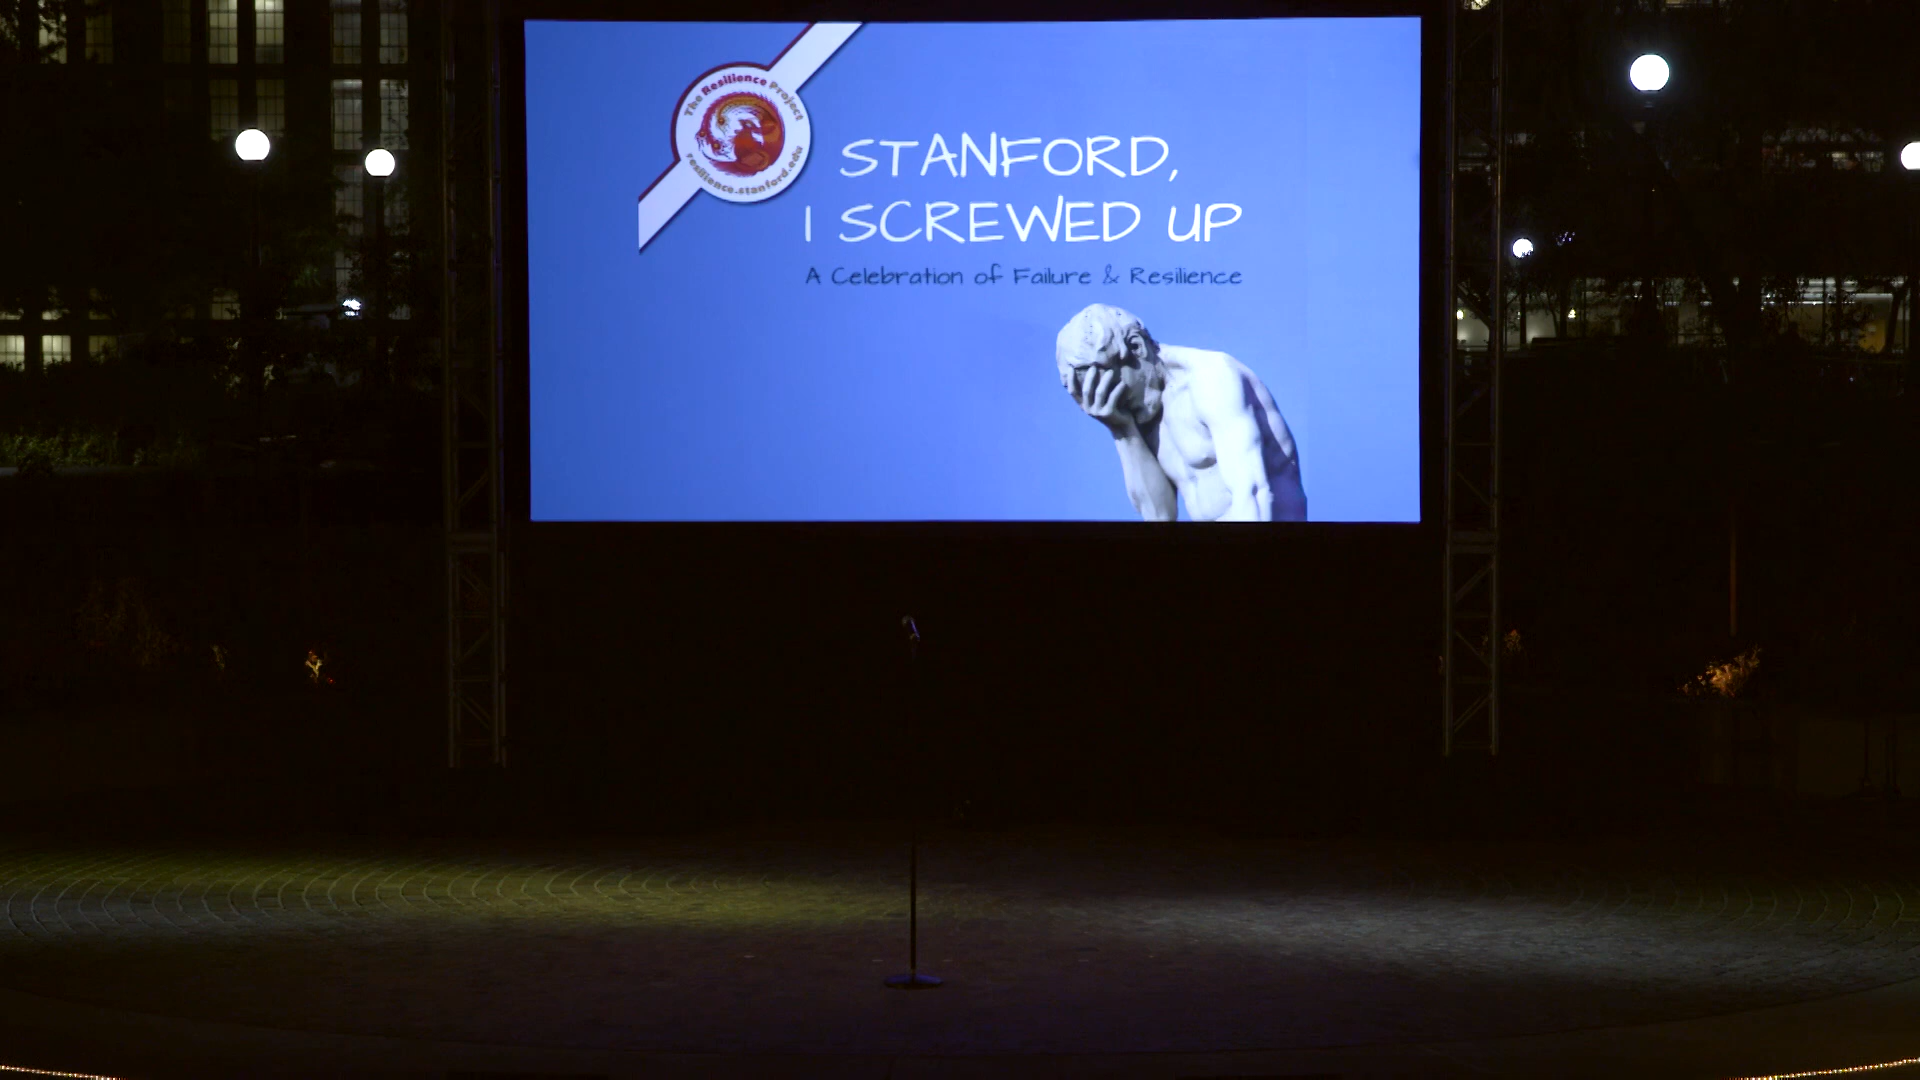 The Resilience Project
resilience.stanford.edu
STANFORD,
I SCREWED UP
A Celebration of Failure & Resilience